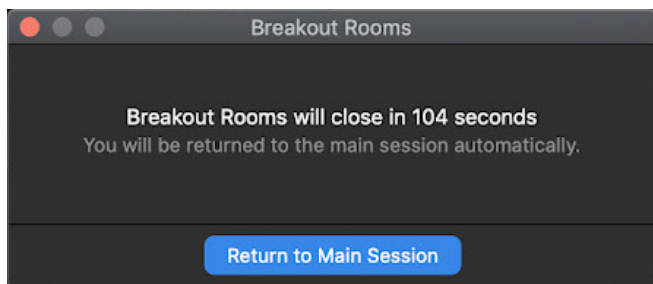 Breakout Rooms
Breakout Rooms will close in 104 seconds
You will be returned to the main session automatically.
Return to Main Session